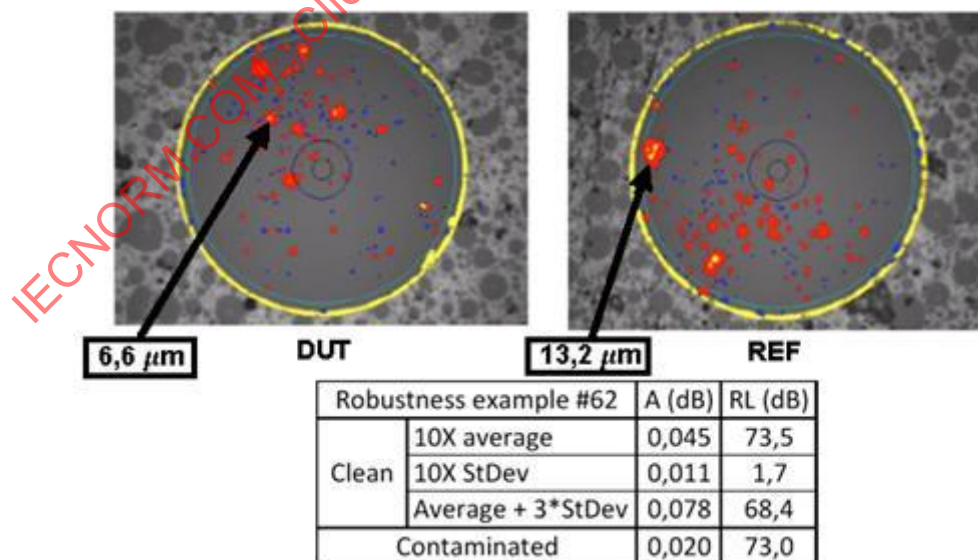 IECNORM.COM : Click
6,6 μm
DUT
13,2 μm
REF
Robustness example #62 A (dB) RL (dB)
Clean 10X average 0,045 73,5
10X StDev 0,011 1,7
Average + 3*StDev 0,078 68,4
Contaminated 0,020 73,0